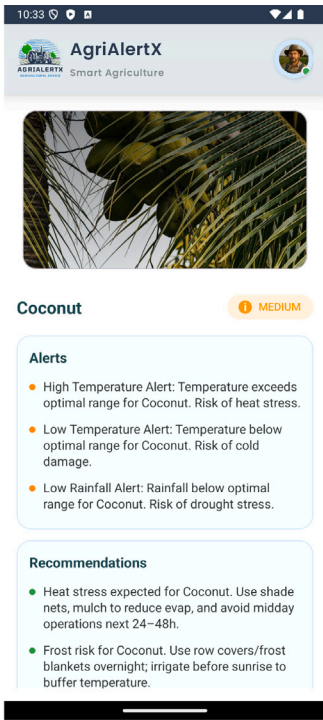 10:33
AgriAlertX
AGRIALERTX
Smart Agriculture
Coconut
MEDIUM
Alerts
High Temperature Alert: Temperature exceeds
optimal range for Coconut. Risk of heat stress.
Low Temperature Alert: Temperature below
optimal range for Coconut. Risk of cold
damage.
Low Rainfall Alert: Rainfall below optimal
range for Coconut. Risk of drought stress.
Recommendations
Heat stress expected for Coconut. Use shade
nets, mulch to reduce evap, and avoid midday
operations next 24–48h.
Frost risk for Coconut. Use row covers/frost
blankets overnight; irrigate before sunrise to
buffer temperature.